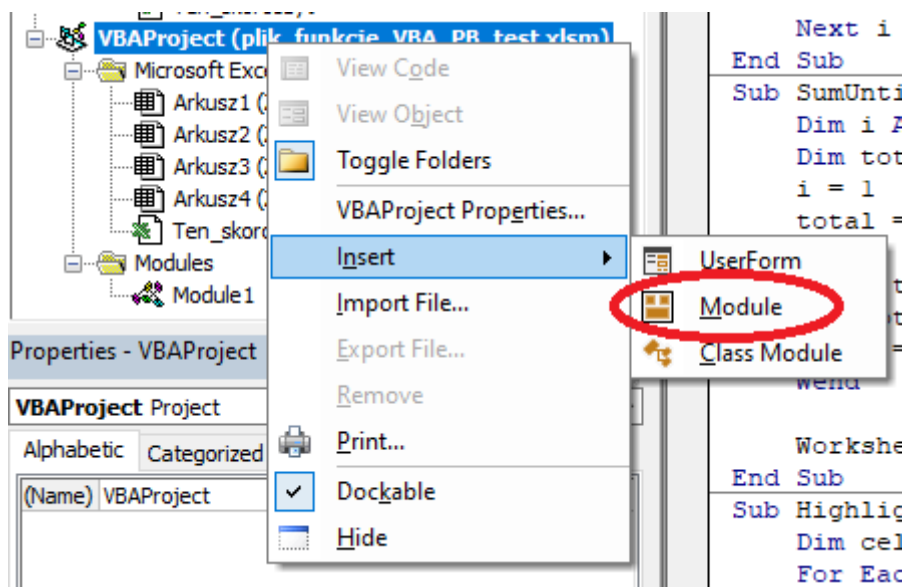 VBAProject (plik_funkcje_VBA_PB_test.xlsm)
Microsoft Exc
Arkusz1 (
Arkusz2 (
Arkusz3 (
Arkusz4 (
Ten_skoro
Modules
Module1
Properties - VBAProject
VBAProject Project
Alphabetic Categorized
(Name) VBAProject
View Code
View Object
Toggle Folders
VBAProject Properties...
Insert
Import File...
Export File...
Remove
Print...
Dockable
Hide
UserForm
Module
Class Module
Next i
End Sub
Sub SumUnti
Dim i A
Dim tot
i = 1
total =
Wend
Workshe
End Sub
Sub Highlig
Dim cel
For Eac